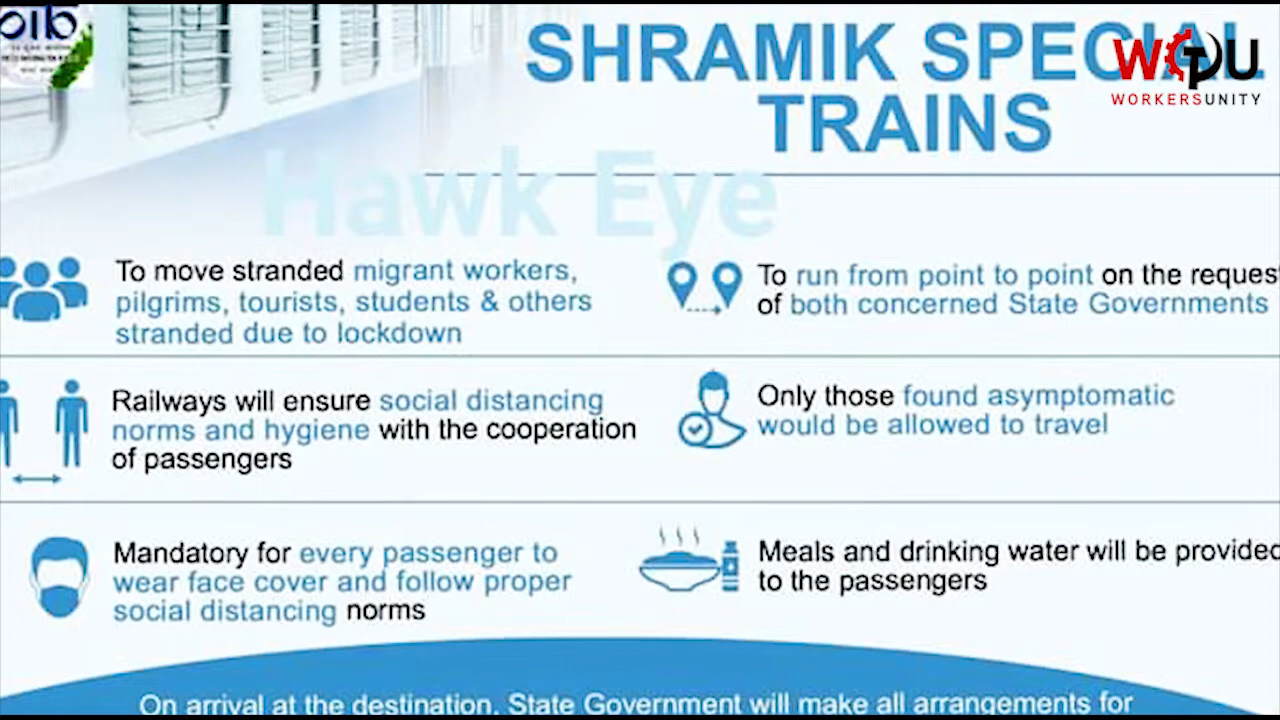 pib
SHRAMIK SPECIAL
TRAINS
WU
WORKERSUNITY
Hawk Eye
To move stranded migrant workers,
pilgrims, tourists, students & others
stranded due to lockdown
To run from point to point on the reques
of both concerned State Governments
Railways will ensure social distancing
norms and hygiene with the cooperation
of passengers
Only those found asymptomatic
would be allowed to travel
Mandatory for every passenger to
wear face cover and follow proper
social distancing norms
Meals and drinking water will be provided
to the passengers
On arrival at the destination, State Government will make all arrangements for